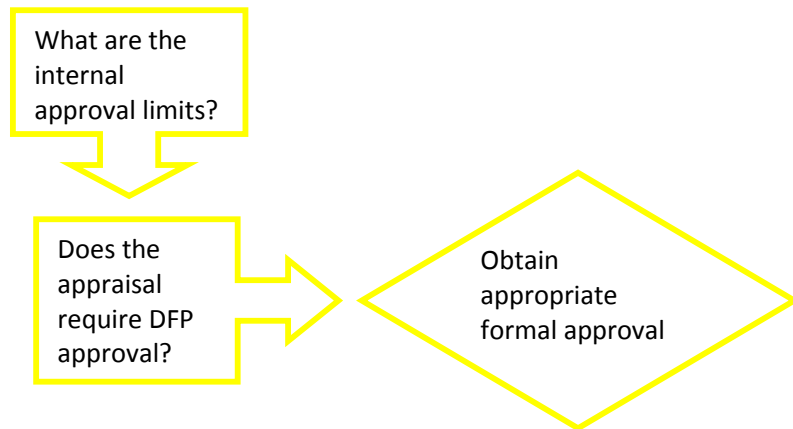 What are the
internal
approval limits?
Does the
appraisal
require DFP
approval?
Obtain
appropriate
formal approval